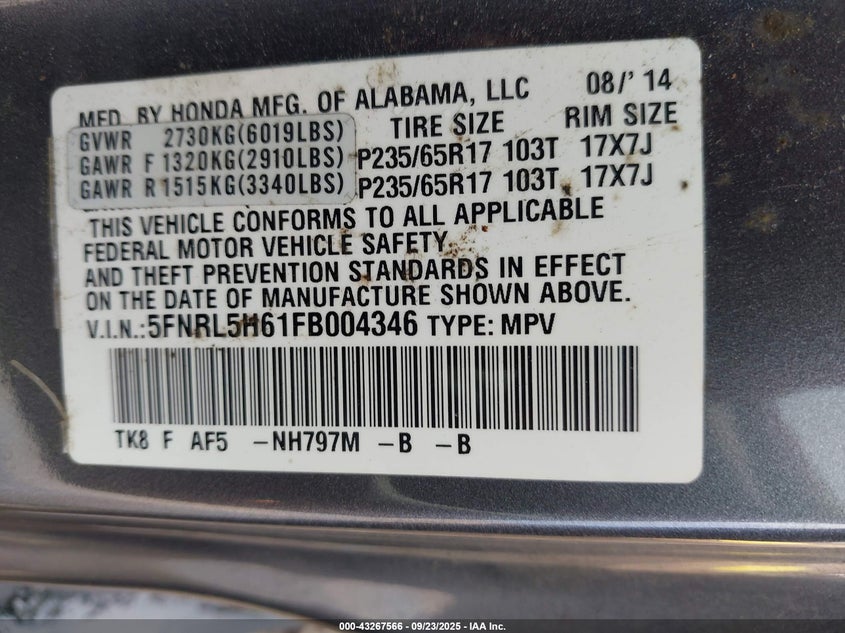 MFD. BY HONDA MFG. OF ALABAMA, LLC 08/' 14
GVWR 2730KG(6019LBS) TIRE SIZE RIM SIZE
GAWR F 1320KG(2910LBS) P235/65R17 103T 17X7J
GAWR R 1515KG(3340LBS) P235/65R17 103T 17X7J
THIS VEHICLE CONFORMS TO ALL APPLICABLE
FEDERAL MOTOR VEHICLE SAFETY
AND THEFT PREVENTION STANDARDS IN EFFECT
ON THE DATE OF MANUFACTURE SHOWN ABOVE.
V.I.N.: 5FNRL5H61FB004346 TYPE: MPV
TK8 F AF5 -NH797M -B -B
000-43267566 - 09/23/2025 - IAA Inc.